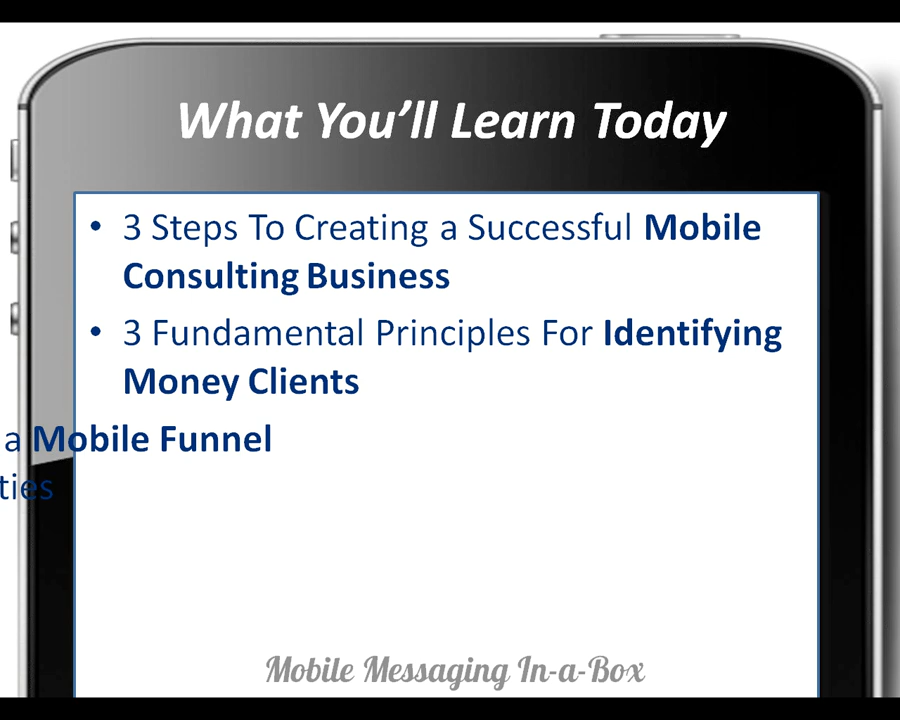 What You'll Learn Today
• 3 Steps To Creating a Successful Mobile
Consulting Business
• 3 Fundamental Principles For Identifying
Money Clients
a Mobile Funnel
ties
Mobile Messaging In-a-Box